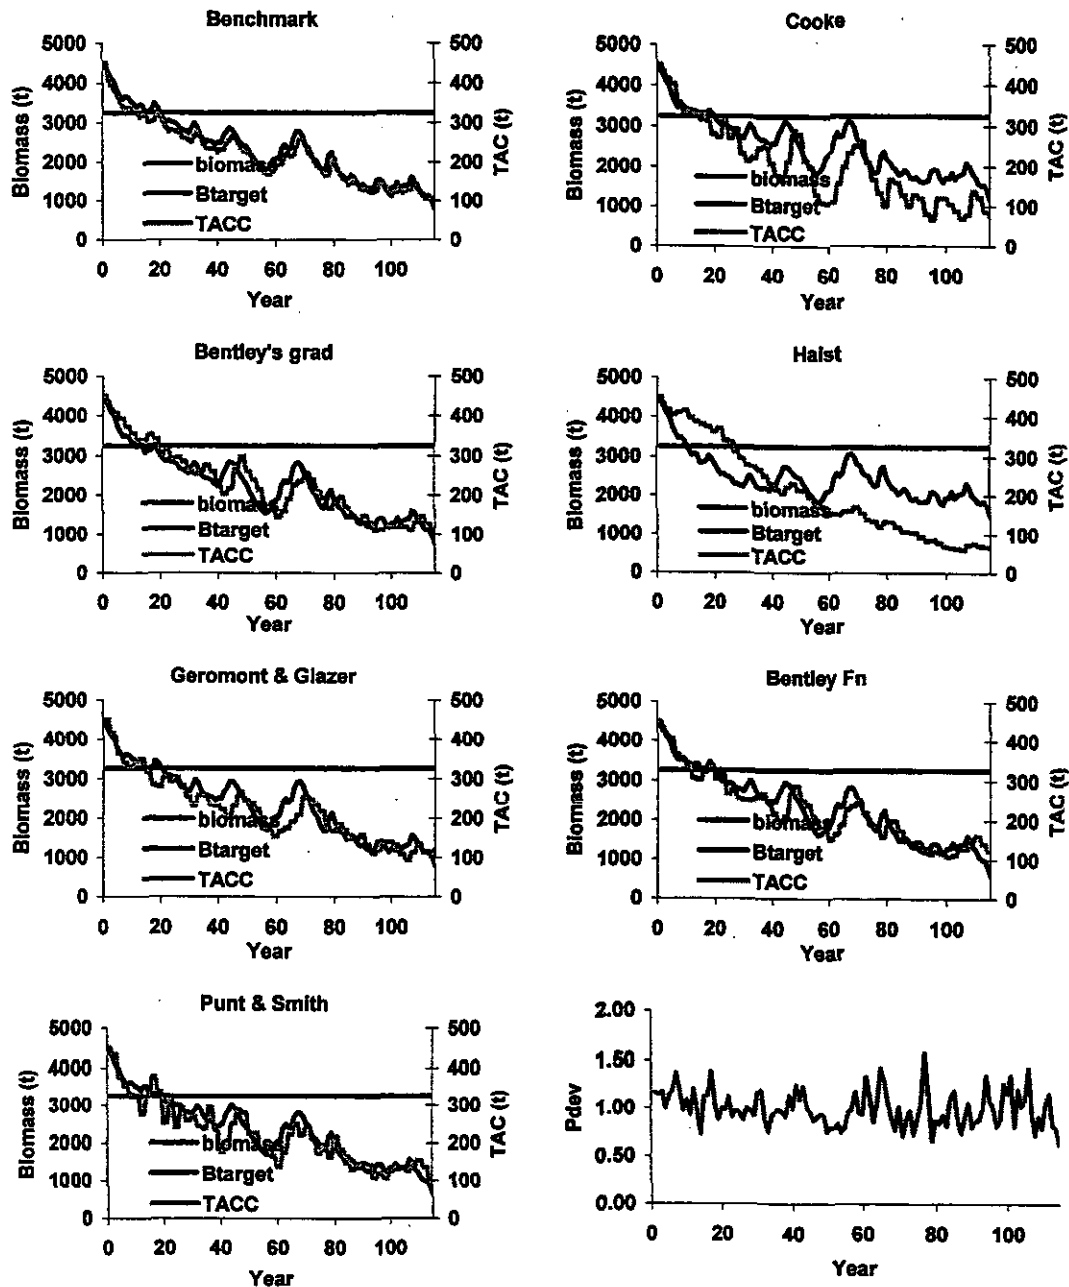 Benchmark
5000
4000
3000
2000
1000
0
Biomass (t)
500
400
300
200
100
0
TAC (t)
biomass
Btarget
TACC
0 20 40 60 80 100
Year
Cooke
5000
4000
3000
2000
1000
0
Biomass (t)
500
400
300
200
100
0
TAC (t)
biomass
Btarget
TACC
0 20 40 60 80 100
Year
Bentley's grad
5000
4000
3000
2000
1000
0
Biomass (t)
500
400
300
200
100
0
TAC (t)
biomass
Btarget
TACC
0 20 40 60 80 100
Year
Haist
5000
4000
3000
2000
1000
0
Biomass (t)
500
400
300
200
100
0
TAC (t)
biomass
Btarget
TACC
0 20 40 60 80 100
Year
Geromont & Glazer
5000
4000
3000
2000
1000
0
Biomass (t)
500
400
300
200
100
0
TAC (t)
biomass
Btarget
TACC
0 20 40 60 80 100
Year
Bentley Fn
5000
4000
3000
2000
1000
0
Biomass (t)
500
400
300
200
100
0
TAC (t)
biomass
Btarget
TACC
0 20 40 60 80 100
Year
Punt & Smith
5000
4000
3000
2000
1000
0
Biomass (t)
500
400
300
200
100
0
TAC (t)
biomass
Btarget
TACC
0 20 40 60 80 100
Year
2.00
1.50
1.00
0.50
0.00
Pdev
0 20 40 60 80 100
Year